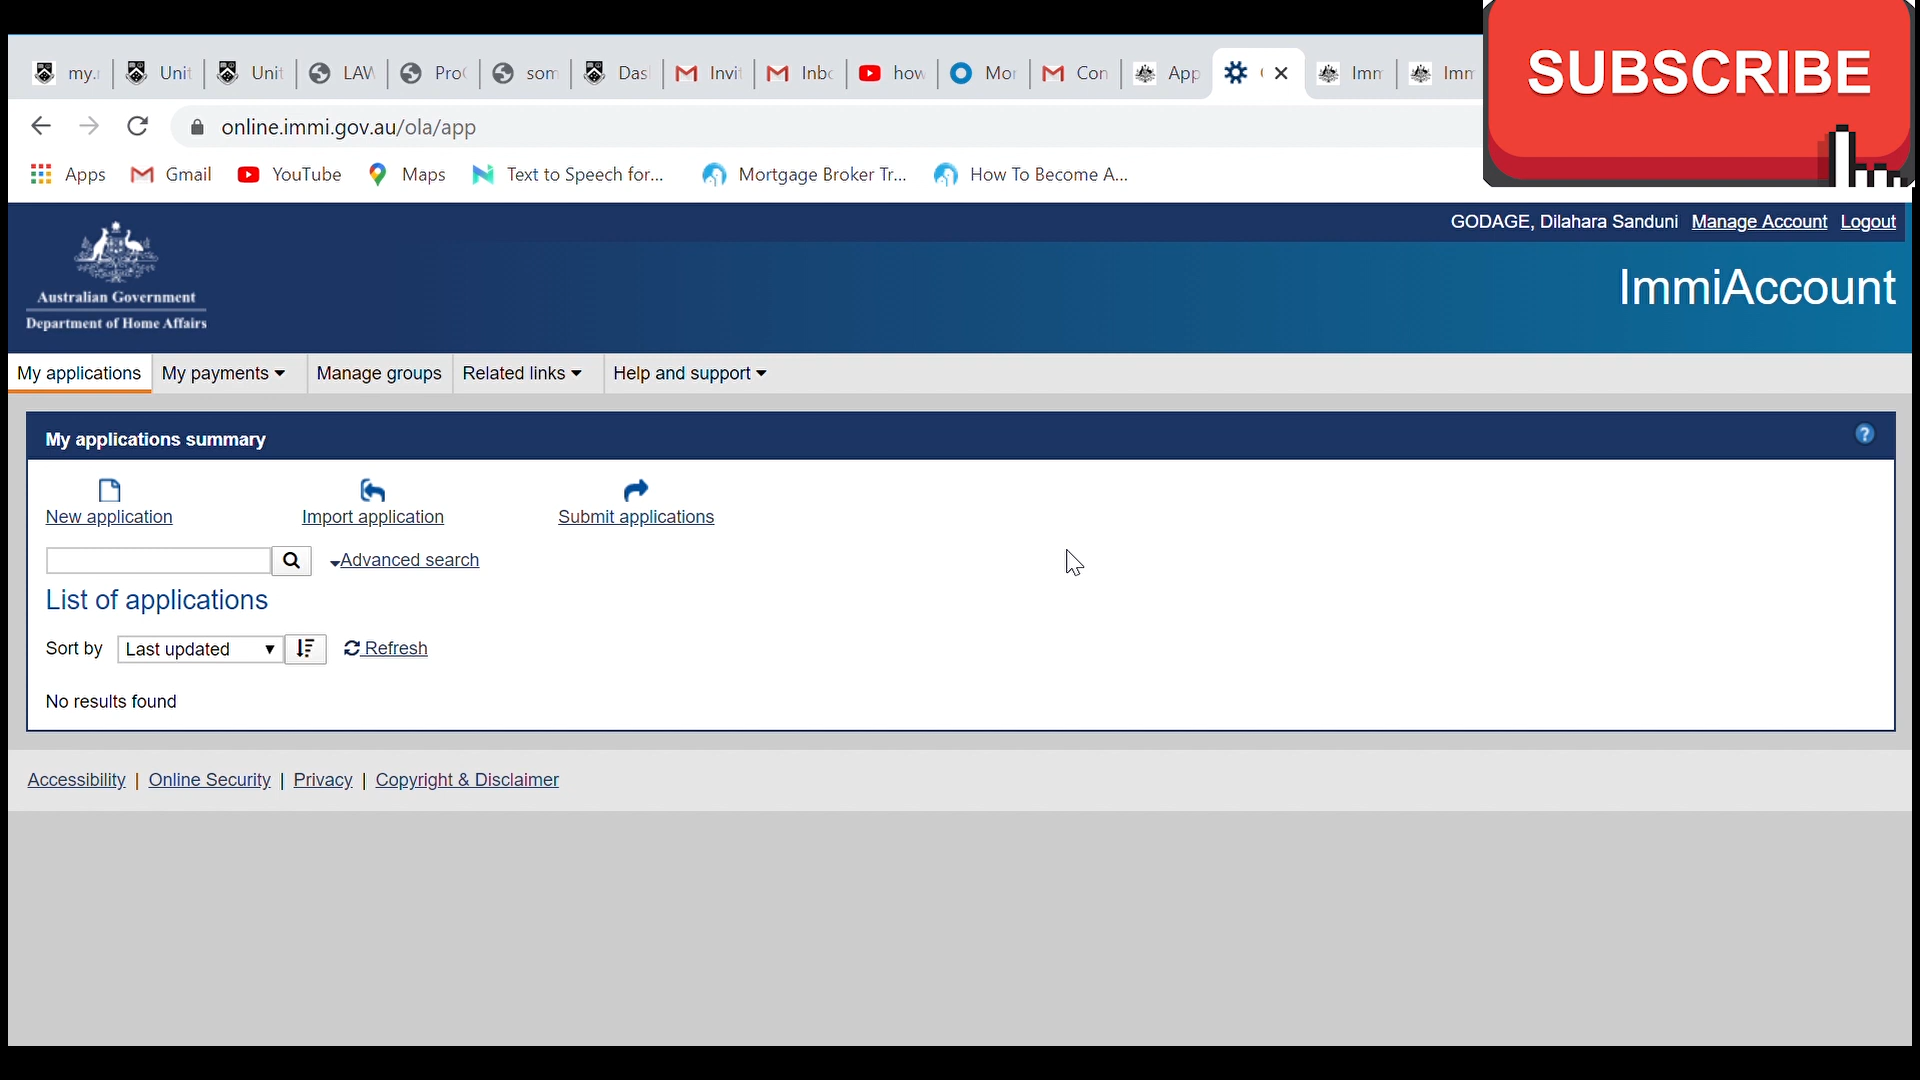 my.
Unit
Unit
LAW
Pro
som
Das
Invit
Inbo
how
Mor
Con
App
Imm
Imm
SUBSCRIBE
online.immi.gov.au/ola/app
Apps
Gmail
YouTube
Maps
Text to Speech for...
Mortgage Broker Tr...
How To Become A...
GODAGE, Dilahara Sanduni Manage Account Logout
Australian Government
Department of Home Affairs
ImmiAccount
My applications
My payments
Manage groups
Related links
Help and support
My applications summary
?
New application
Import application
Submit applications
Advanced search
List of applications
Sort by
Last updated
Refresh
No results found
Accessibility | Online Security | Privacy | Copyright & Disclaimer